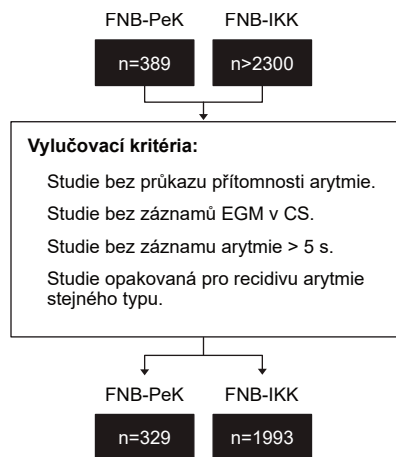 FNB-PeK FNB-IKK
n=389 n>2300
Vylučovací kritéria:
Studie bez průkazu přítomnosti arytmie.
Studie bez záznamů EGM v CS.
Studie bez záznamu arytmie > 5 s.
Studie opakovaná pro recidivu arytmie
stejného typu.
FNB-PeK FNB-IKK
n=329 n=1993